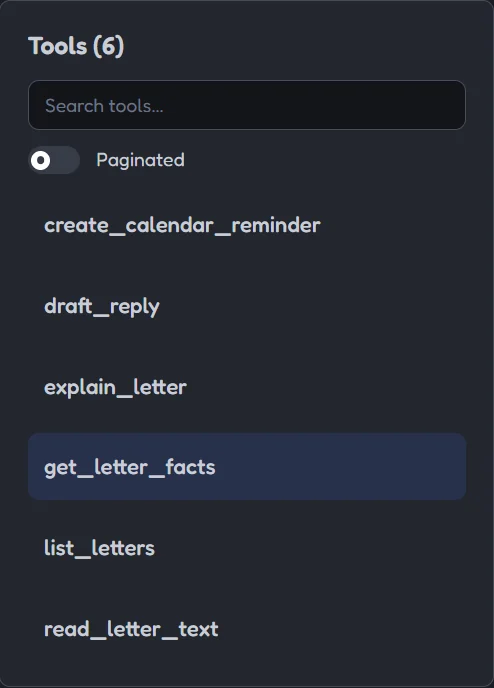 Tools (6)
Search tools...
Paginated
create_calendar_reminder
draft_reply
explain_letter
get_letter_facts
list_letters
read_letter_text